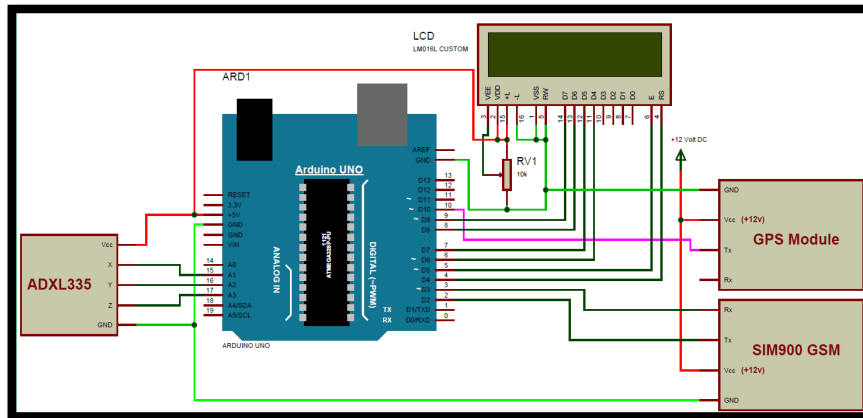 LCD
LM016L CUSTOM
VEE
VDD
+L
-L
VSS
RW
D7
D6
D5
D4
D3
D2
D1
D0
E
RS
3
2
15
16
1
5
14
13
12
11
10
9
8
7
6
4
ARD1
Arduino UNO
1121
ATMEGA328P-PU
ANALOG IN
DIGITAL (~PWM)
TX
RX
RESET
3.3V
+5V
GND
GND
VIN
14 A0
15 A1
16 A2
17 A3
18 A4/SDA
19 A5/SCL
AREF
GND
D13 13
D12 12
~ D11 11
~ D10 10
~ D9 9
D8 8
D7 7
~ D6 6
~ D5 5
D4 4
~ D3 3
D2 2
D1/TXD 1
D0/RXD 0
ARDUINO UNO
RV1
10k
+12 Volt DC
ADXL335
Vcc
X
Y
Z
GND
GPS Module
GND
Vcc (+12v)
Tx
Rx
SIM900 GSM
Rx
Tx
Vcc (+12v)
GND